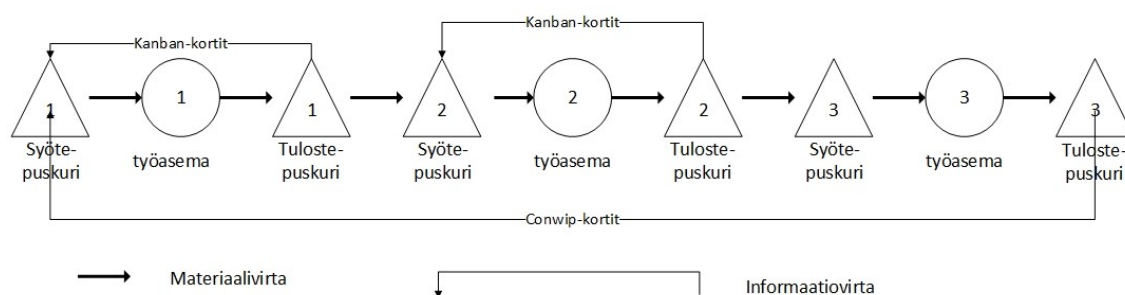 Kanban-kortit
Kanban-kortit
1
1
1
2
2
2
3
3
3
Syöte-
puskuri
työasema
Tuloste-
puskuri
Syöte-
puskuri
työasema
Tuloste-
puskuri
Syöte-
puskuri
työasema
Tuloste-
puskuri
Conwip-kortit
Materiaalivirta
Informaatiovirta